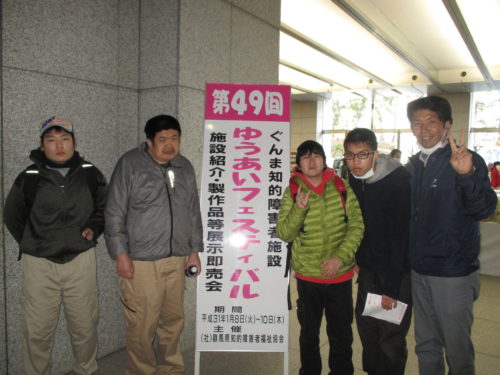 第49回
ぐんま知的障害者施設
ゆうあいフェスティバル
施設紹介・製作品等展示即売会
期間
平成31年1月8日(火)~10日(木)
主催
(社)群馬県知的障害者福祉協会